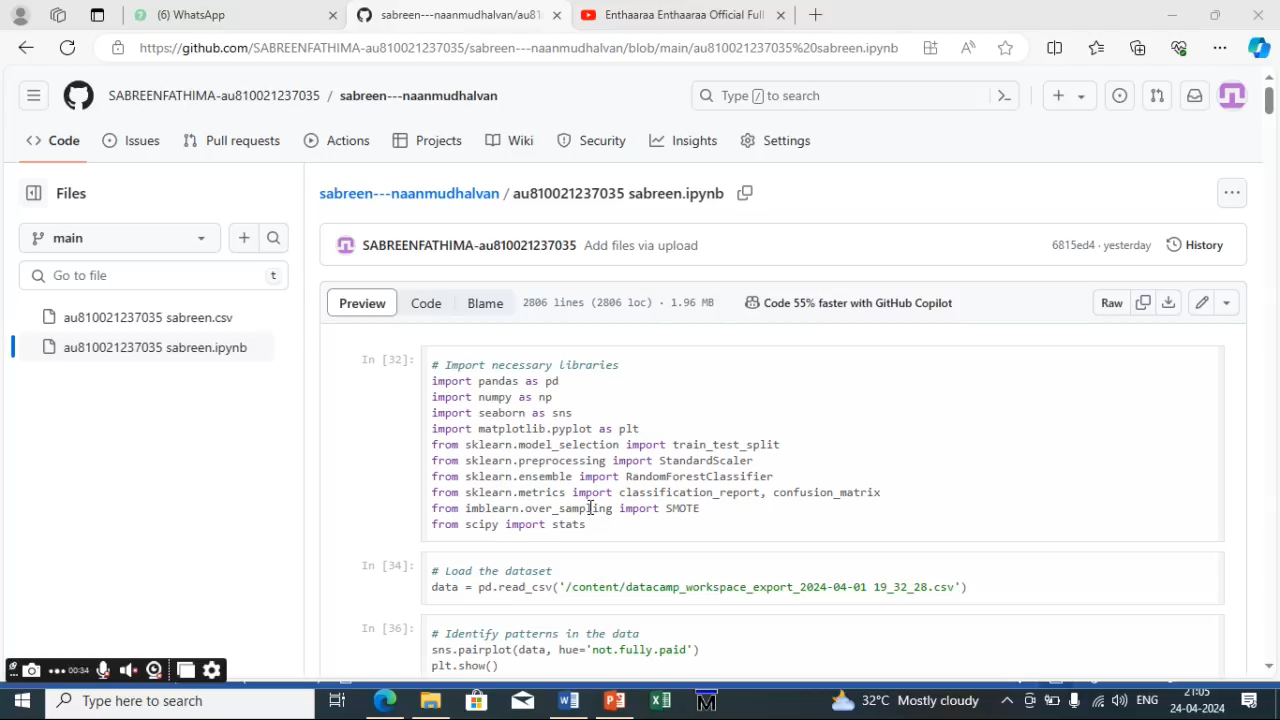 (6) WhatsApp
sabreen---naanmudhalvan/au81
Enthaaraa Enthaaraa Official Full
https://github.com/SABREENFATHIMA-au810021237035/sabreen---naanmudhalvan/blob/main/au810021237035%20sabreen.ipynb
SABREENFATHIMA-au810021237035 / sabreen---naanmudhalvan
Type / to search
Code
Issues
Pull requests
Actions
Projects
Wiki
Security
Insights
Settings
Files
sabreen---naanmudhalvan / au810021237035 sabreen.ipynb
main
SABREENFATHIMA-au810021237035 Add files via upload
6815ed4 · yesterday
History
Go to file
t
au810021237035 sabreen.csv
au810021237035 sabreen.ipynb
Preview
Code
Blame
2806 lines (2806 loc) · 1.96 MB
Code 55% faster with GitHub Copilot
Raw
In [32]:
# Import necessary libraries
import pandas as pd
import numpy as np
import seaborn as sns
import matplotlib.pyplot as plt
from sklearn.model_selection import train_test_split
from sklearn.preprocessing import StandardScaler
from sklearn.ensemble import RandomForestClassifier
from sklearn.metrics import classification_report, confusion_matrix
from imblearn.over_sampling import SMOTE
from scipy import stats
In [34]:
# Load the dataset
data = pd.read_csv('/content/datacamp_workspace_export_2024-04-01 19_32_28.csv')
In [36]:
# Identify patterns in the data
sns.pairplot(data, hue='not.fully.paid')
plt.show()
00:34
Type here to search
32°C Mostly cloudy
ENG
21:05
24-04-2024